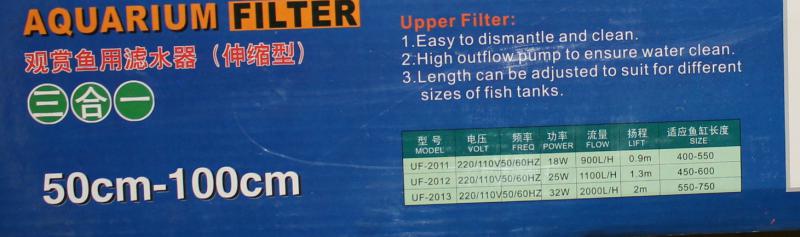 AQUARIUM FILTER
观赏鱼用滤水器（伸缩型）
三合一
50cm-100cm
Upper Filter:
1.Easy to dismantle and clean.
2.High outflow pump to ensure water clean.
3.Length can be adjusted to suit for different
sizes of fish tanks.
型号 电压 频率 功率 流量 扬程 适应鱼缸长度
MODEL VOLT FREQ POWER FLOW LIFT SIZE
UF-2011 220/110V 50/60HZ 18W 900L/H 0.9m 400-550
UF-2012 220/110V 50/60HZ 25W 1100L/H 1.3m 450-600
UF-2013 220/110V 50/60HZ 32W 2000L/H 2m 550-750